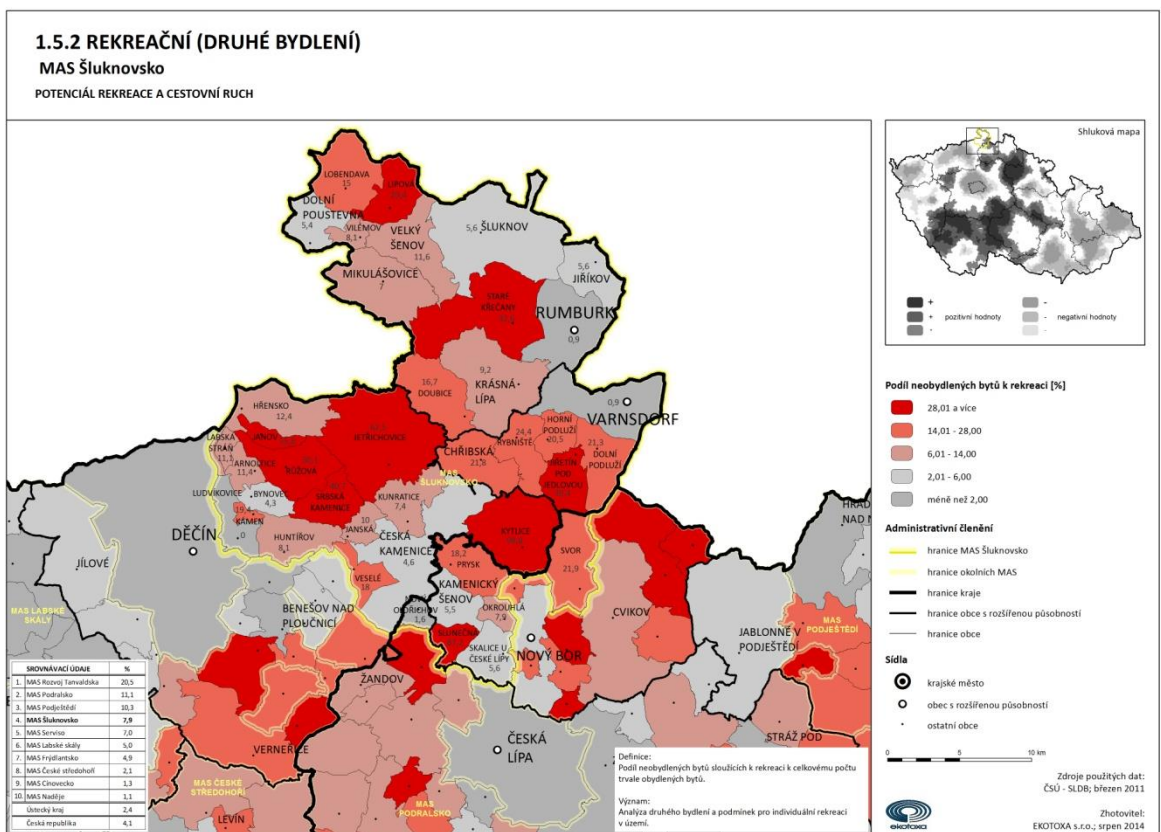 1.5.2 REKREAČNÍ (DRUHÉ BYDLENÍ)
MAS Šluknovsko
POTENCIÁL REKREACE A CESTOVNÍ RUCH
Shluková mapa
+
+ pozitivní hodnoty
-
-
- negativní hodnoty
-
LOBENDAVA
15
LIPOVÁ
DOLNÍ
POUSTEVNA
5,4
VILÉMOV
8,1
VELKÝ
ŠENOV
11,6
MIKULÁŠOVICE
7
5,6 ŠLUKNOV
5,6
JIŘÍKOV
STARÉ
KŘEČANY
RUMBURK
0,9
9,2
KRÁSNÁ
LÍPA
16,7
DOUBICE
0,9
VARNSDORF
HORNÍ
PODLUŽÍ
20,5
24,4
RYBNIŠTĚ
21,3
DOLNÍ
PODLUŽÍ
CHŘIBSKÁ
21,8
JIŘETÍN
POD
JEDLOVOU
HŘENSKO
12,4
LABSKÁ
STRÁŇ
11,1
JANOV
JETŘICHOVICE
ARNOLTICE
11,4
RŮŽOVÁ
LUDVÍKOVICE
BYNOVEC
4,3
SRBSKÁ
KAMENICE
KUNRATICE
7,4
MAS
ŠLUKNOVSKO
19,4
KÁMEN
0
HUNTÍŘOV
8,1
10
JANSKÁ
ČESKÁ
KAMENICE
4,6
KYTLICE
DĚČÍN
JÍLOVÉ
VESELÉ
18
18,2
PRYSK
SVOR
21,9
KAMENICKÝ
ŠENOV
5,5
OLDŘICHOV
1,6
OKROUHLÁ
7,9
CVIKOV
BENEŠOV NAD
PLOUČNICÍ
MAS LABSKÉ
SKÁLY
SLUNEČNÁ
SKALICE U
ČESKÉ LÍPY
5,6
NOVÝ BOR
JABLONNÉ V
PODJEŠTĚDÍ
MAS
PODJEŠTĚDÍ
ŽANDOV
VERNEŘICE
ČESKÁ
LÍPA
STRÁŽ POD
MAS ČESKÉ
STŘEDOHOŘÍ
MAS
PODRALSKO
LEVÍN
SROVNÁVACÍ ÚDAJE %
1. MAS Rozvoj Tanvaldska 20,5
2. MAS Podralsko 11,1
3. MAS Podještědí 10,3
4. MAS Šluknovsko 7,9
5. MAS Serviso 7,0
6. MAS Labské skály 5,0
7. MAS Frýdlantsko 4,9
8. MAS České středohoří 2,1
9. MAS Cínovecko 1,3
10. MAS Naděje 1,1
Ústecký kraj 2,4
Česká republika 4,1
Definice:
Podíl neobydlených bytů sloužících k rekreaci k celkovému počtu
trvale obydlených bytů.
Význam:
Analýza druhého bydlení a podmínek pro individuální rekreaci
v území.
Podíl neobydlených bytů k rekreaci [%]
28,01 a více
14,01 - 28,00
6,01 - 14,00
2,01 - 6,00
méně než 2,00
Administrativní členění
hranice MAS Šluknovsko
hranice okolních MAS
hranice kraje
hranice obce s rozšířenou působností
hranice obce
Sídla
krajské město
obec s rozšířenou působností
ostatní obce
0 5 10 km
Zdroje použitých dat:
ČSÚ - SLDB; březen 2011
Zhotovitel:
EKOTOXA s.r.o.; srpen 2014
ekotoxa